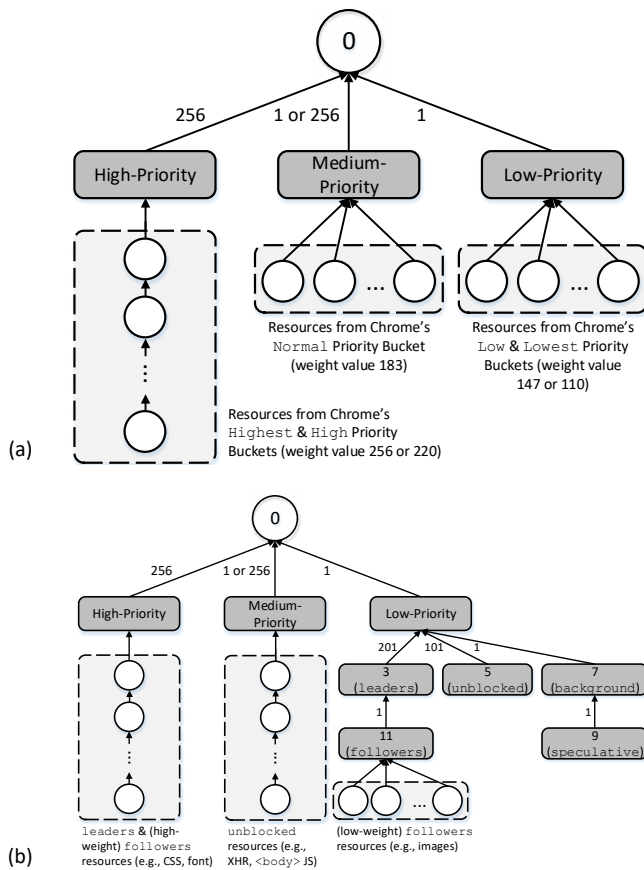 0
256
1 or 256
1
High-Priority
Medium-
Priority
Low-Priority
...
...
...
Resources from Chrome's
Normal Priority Bucket
(weight value 183)
Resources from Chrome's
Low & Lowest Priority
Buckets (weight value
147 or 110)
Resources from Chrome's
Highest & High Priority
Buckets (weight value 256 or 220)
(a)
0
256
1 or 256
1
High-Priority
Medium-
Priority
Low-Priority
201
101
1
3
(leaders)
5
(unblocked)
7
(background)
1
1
11
(followers)
9
(speculative)
...
...
...
leaders & (high-
weight) followers
resources (e.g., CSS, font)
unblocked
resources (e.g.,
XHR, <body> JS)
(low-weight) followers
resources (e.g., images)
(b)